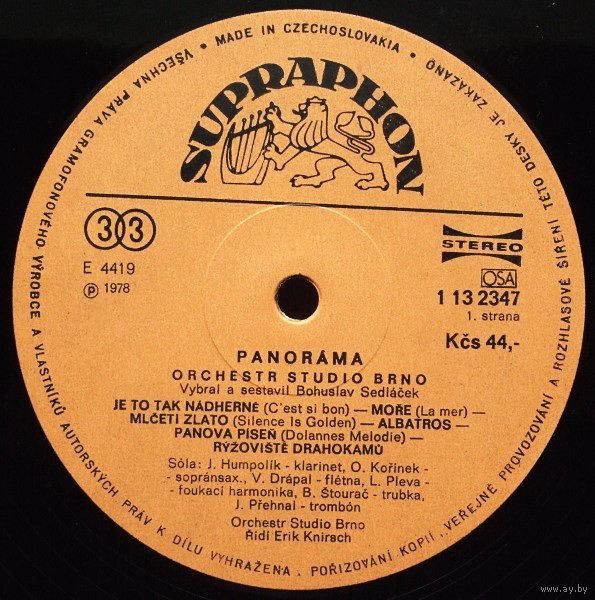 VŠECHNA PRÁVA GRAMOFONOVÉHO VÝROBCE A VLASTNÍKŮ AUTORSKÝCH PRÁV K DÍLU VYHRAŽENA. POŘIZOVÁNÍ KOPIÍ, VEŘEJNÉ PROVOZOVÁNÍ A ROZHLASOVÉ ŠÍŘENÍ TÉTO DESKY JE ZAKÁZÁNO
• MADE IN CZECHOSLOVAKIA •
SUPRAPHON
33
STEREO
E 4419
OSA
Ⓟ 1978
1 13 2347
1. strana
Kčs 44,-
PANORÁMA
ORCHESTR STUDIO BRNO
Vybral a sestavil Bohuslav Sedláček
JE TO TAK NÁDHERNÉ (C'est si bon) — MOŘE (La mer) —
MLČETI ZLATO (Silence Is Golden) — ALBATROS —
PANOVA PÍSEŇ (Dolannes Melodie) —
RÝŽOVIŠTĚ DRAHOKAMŮ
Sóla: J. Humpolík - klarinet, O. Kořínek -
- sopránsax., V. Drápal - flétna, L. Pleva -
- foukací harmonika, B. Štourač - trubka,
J. Přehnal - trombón
Orchestr Studio Brno
Řídí Erik Knirsch
www.ay.by